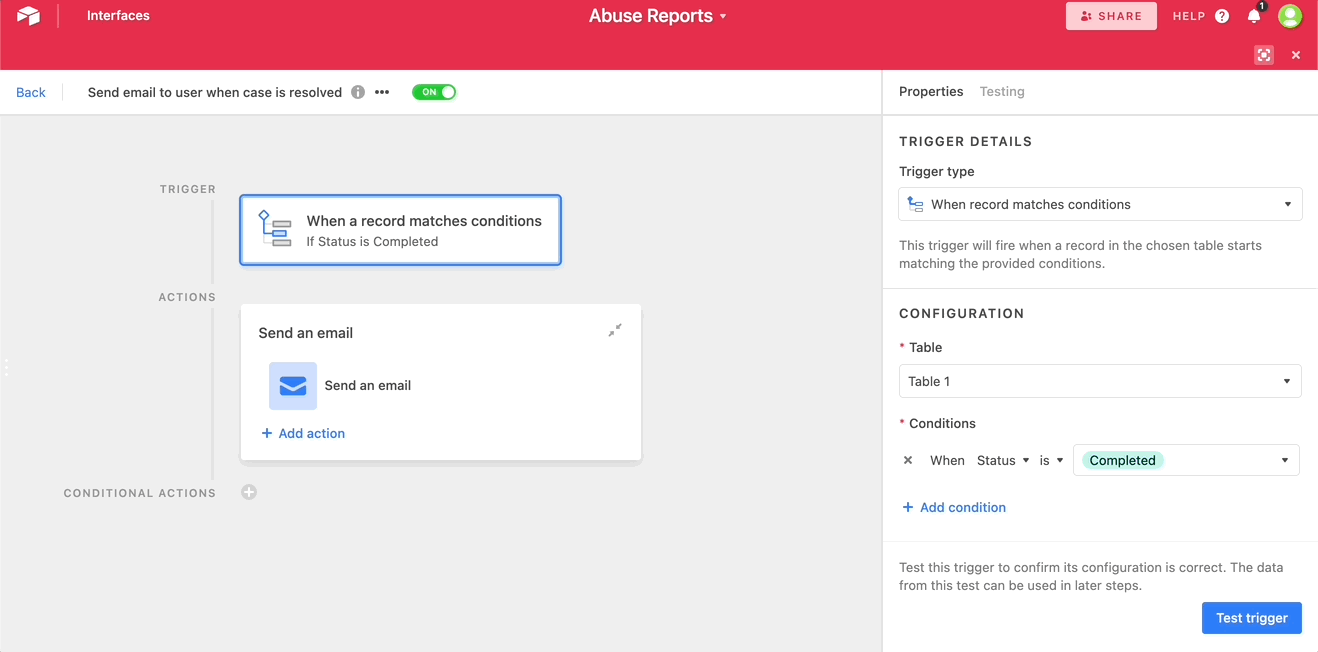 Interfaces
Abuse Reports
SHARE
HELP ?
1
Back
Send email to user when case is resolved
ON
Properties Testing
TRIGGER
When a record matches conditions
If Status is Completed
ACTIONS
Send an email
Send an email
+ Add action
CONDITIONAL ACTIONS
TRIGGER DETAILS
Trigger type
When record matches conditions
This trigger will fire when a record in the chosen table starts
matching the provided conditions.
CONFIGURATION
* Table
Table 1
* Conditions
When Status is Completed
+ Add condition
Test this trigger to confirm its configuration is correct. The data
from this test can be used in later steps.
Test trigger